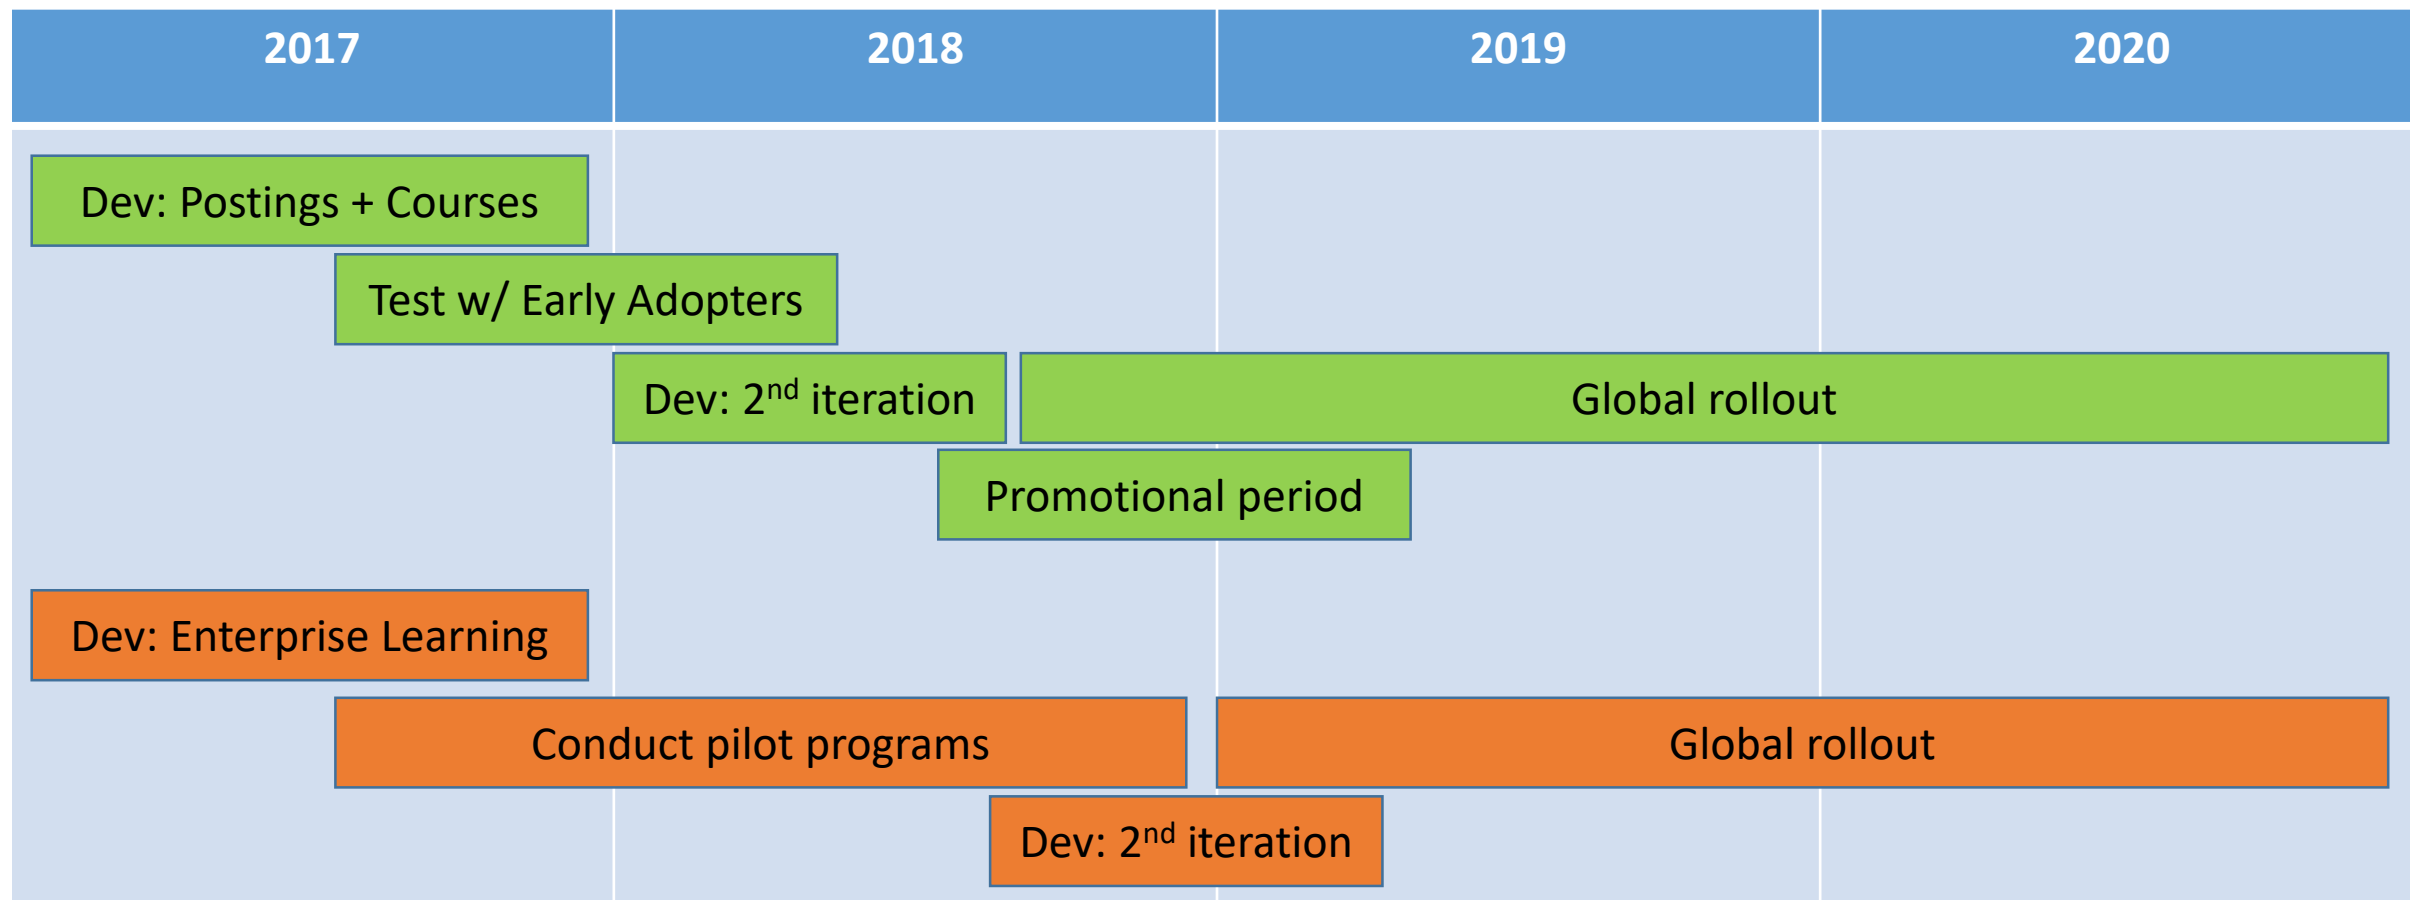 2017 2018 2019 2020
Dev: Postings + Courses
Test w/ Early Adopters
Dev: 2nd iteration
Global rollout
Promotional period
Dev: Enterprise Learning
Conduct pilot programs
Global rollout
Dev: 2nd iteration